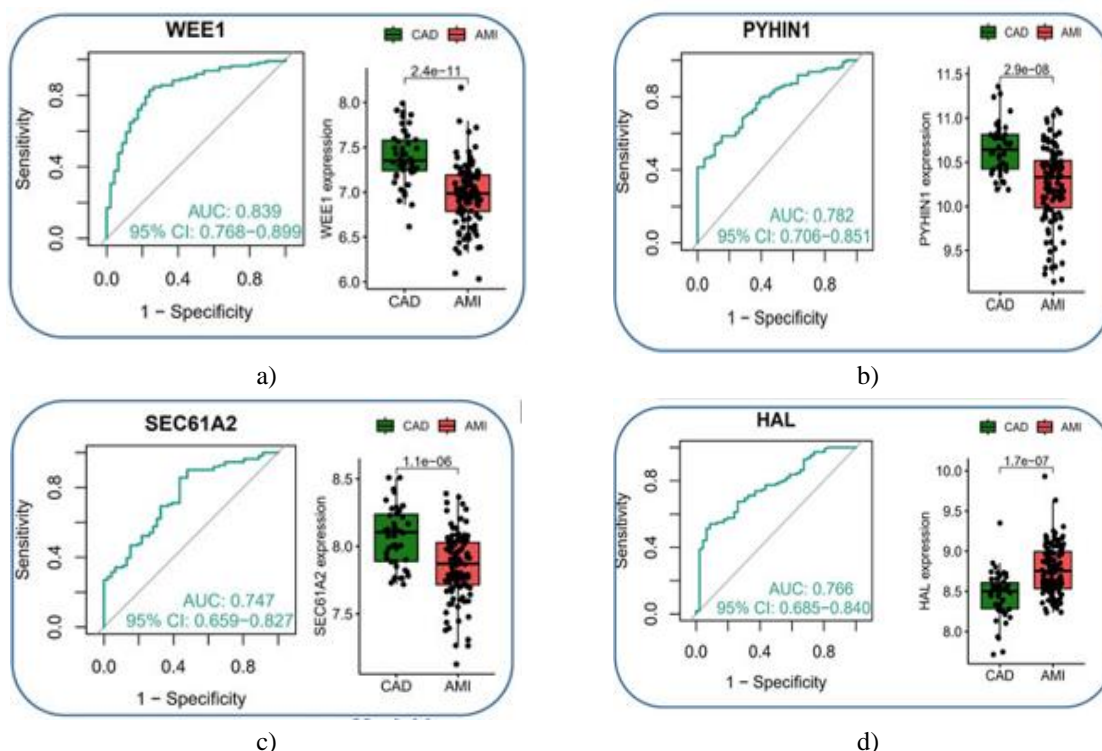 WEE1
CAD AMI
Sensitivity
0.0 0.4 0.8
AUC: 0.839
95% CI: 0.768−0.899
0.0 0.4 0.8
1 − Specificity
2.4e−11
WEE1 expression
8.0
7.5
7.0
6.5
6.0
CAD AMI
a)
PYHIN1
CAD AMI
Sensitivity
0.0 0.4 0.8
AUC: 0.782
95% CI: 0.706−0.851
0.0 0.4 0.8
1 − Specificity
2.9e−08
PYHIN1 expression
11.5
11.0
10.5
10.0
9.5
CAD AMI
b)
SEC61A2
CAD AMI
Sensitivity
0.0 0.4 0.8
AUC: 0.747
95% CI: 0.659−0.827
0.0 0.4 0.8
1 − Specificity
1.1e−06
SEC61A2 expression
8.5
8.0
7.5
CAD AMI
c)
HAL
CAD AMI
Sensitivity
0.0 0.4 0.8
AUC: 0.766
95% CI: 0.685−0.840
0.0 0.4 0.8
1 − Specificity
1.7e−07
HAL expression
10.0
9.5
9.0
8.5
8.0
CAD AMI
d)